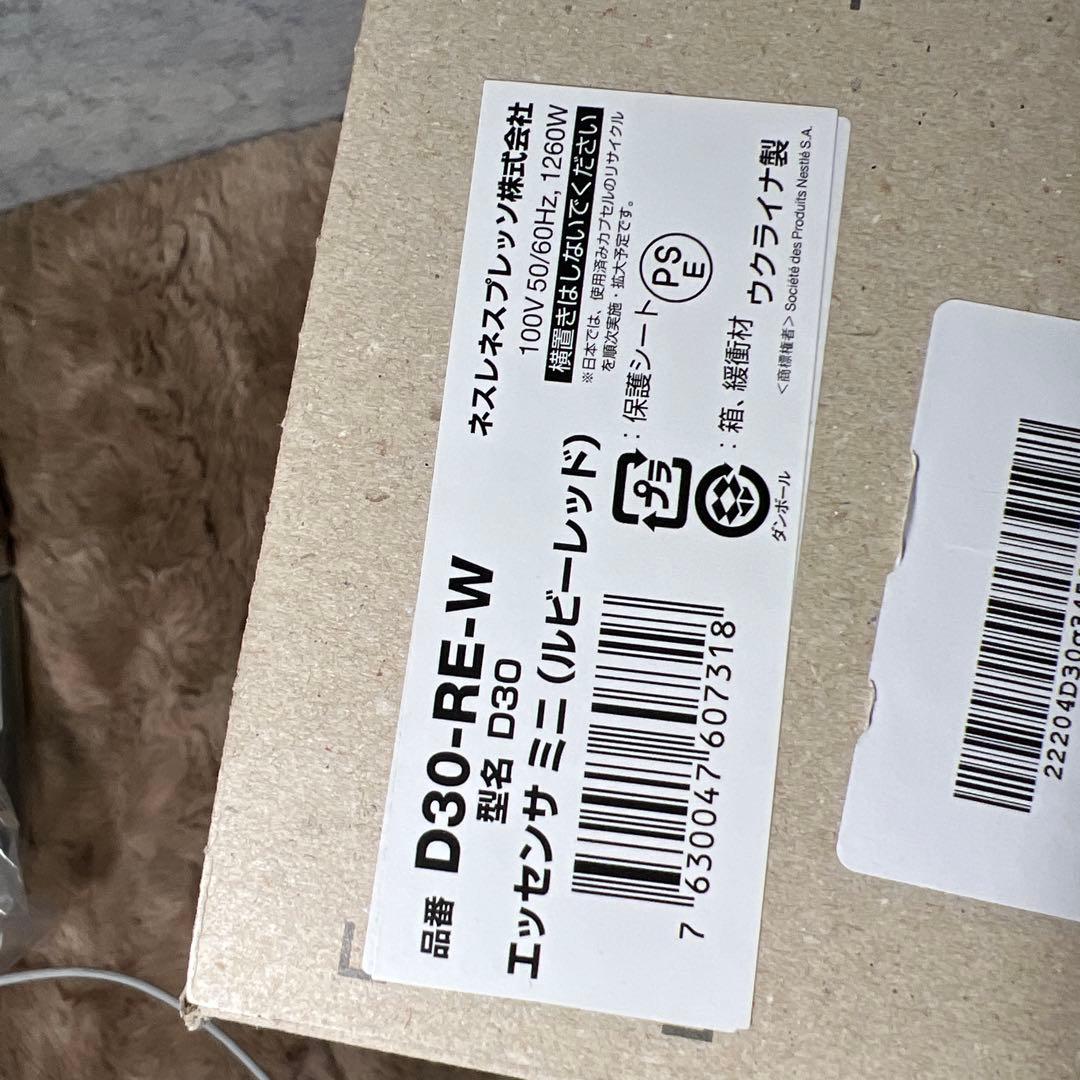 品番 D30-RE-W
型名 D30
エッセンサ ミニ (ルビーレッド)
7 630047 607318
ネスレネスプレッソ株式会社
100V 50/60Hz, 1260W
横置きはしないでください
※日本では、使用済みカプセルのリサイクル
を順次実施・拡大予定です。
プラ
:保護シート
PS
E
:箱、緩衝材
ダンボール
ウクライナ製
<商標権者> Société des Produits Nestlé S.A.